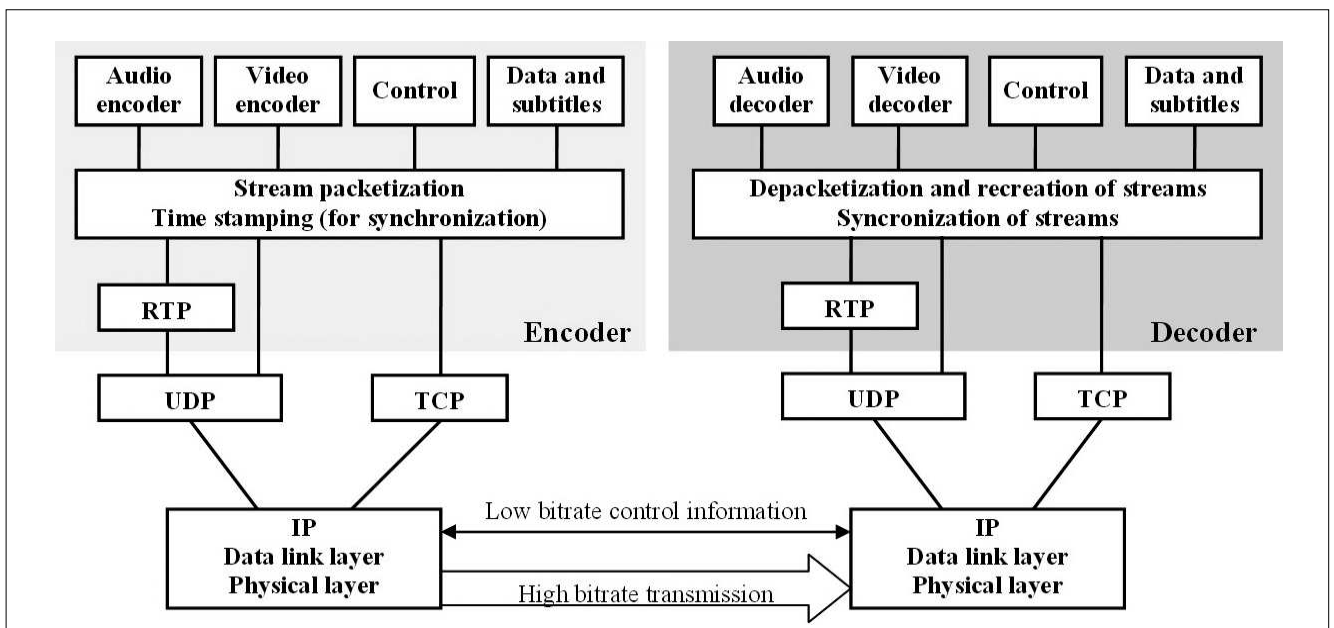 Audio
encoder
Video
encoder
Control
Data and
subtitles
Stream packetization
Time stamping (for synchronization)
RTP
Encoder
UDP
TCP
IP
Data link layer
Physical layer
Audio
decoder
Video
decoder
Control
Data and
subtitles
Depacketization and recreation of streams
Syncronization of streams
RTP
Decoder
UDP
TCP
IP
Data link layer
Physical layer
Low bitrate control information
High bitrate transmission